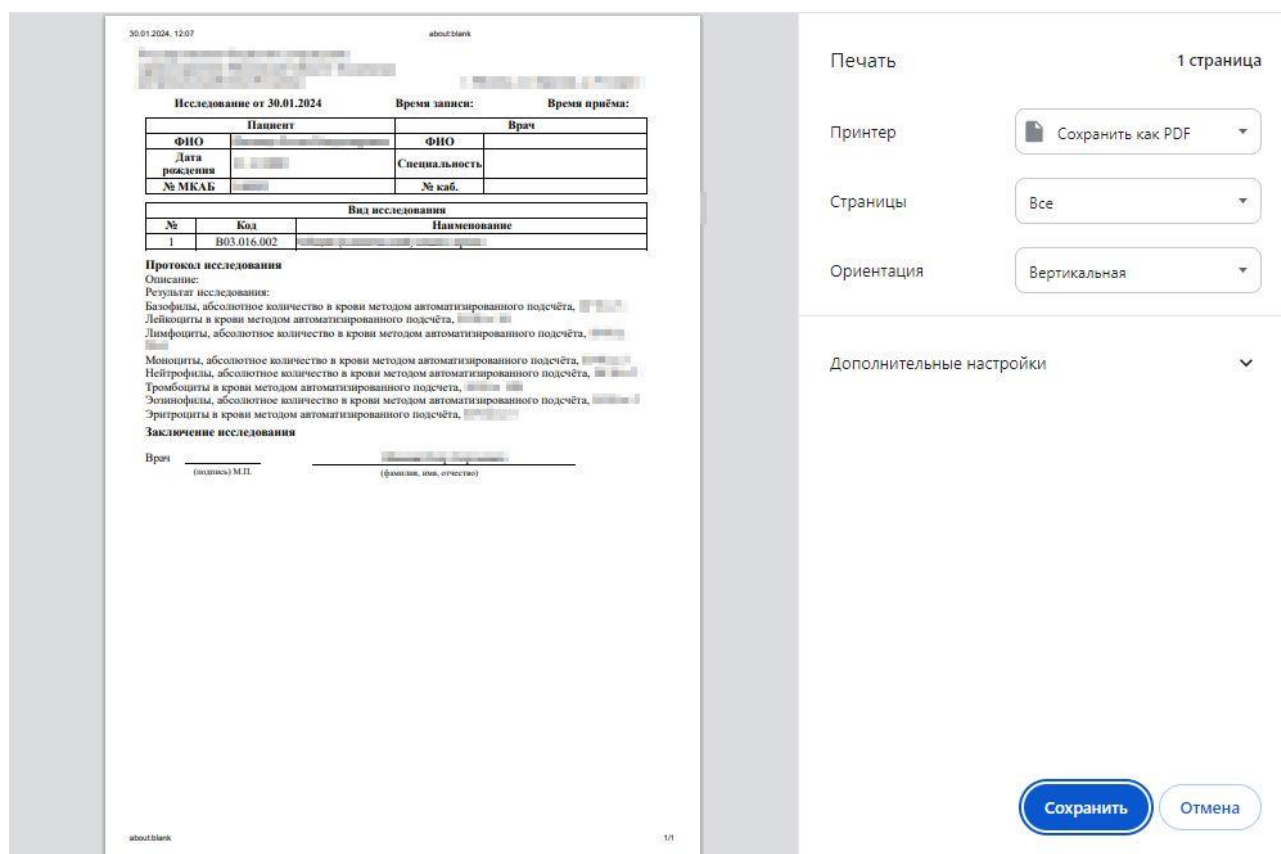 30.01.2024, 12:07 about:blank
Исследование от 30.01.2024 Время записи: Время приёма:
Пациент Врач
ФИО ФИО
Дата рождения Специальность
№ МКАБ № каб.
Вид исследования
№ Код Наименование
1 B03.016.002
Протокол исследования
Описание:
Результат исследования:
Базофилы, абсолютное количество в крови методом автоматизированного подсчёта,
Лейкоциты в крови методом автоматизированного подсчёта,
Лимфоциты, абсолютное количество в крови методом автоматизированного подсчёта,
Моноциты, абсолютное количество в крови методом автоматизированного подсчёта,
Нейтрофилы, абсолютное количество в крови методом автоматизированного подсчёта,
Тромбоциты в крови методом автоматизированного подсчета,
Эозинофилы, абсолютное количество в крови методом автоматизированного подсчёта,
Эритроциты в крови методом автоматизированного подсчёта,
Заключение исследования
Врач
(подпись) М.П. (фамилия, имя, отчество)
about:blank 1/1
Печать 1 страница
Принтер Сохранить как PDF
Страницы Все
Ориентация Вертикальная
Дополнительные настройки
Сохранить Отмена